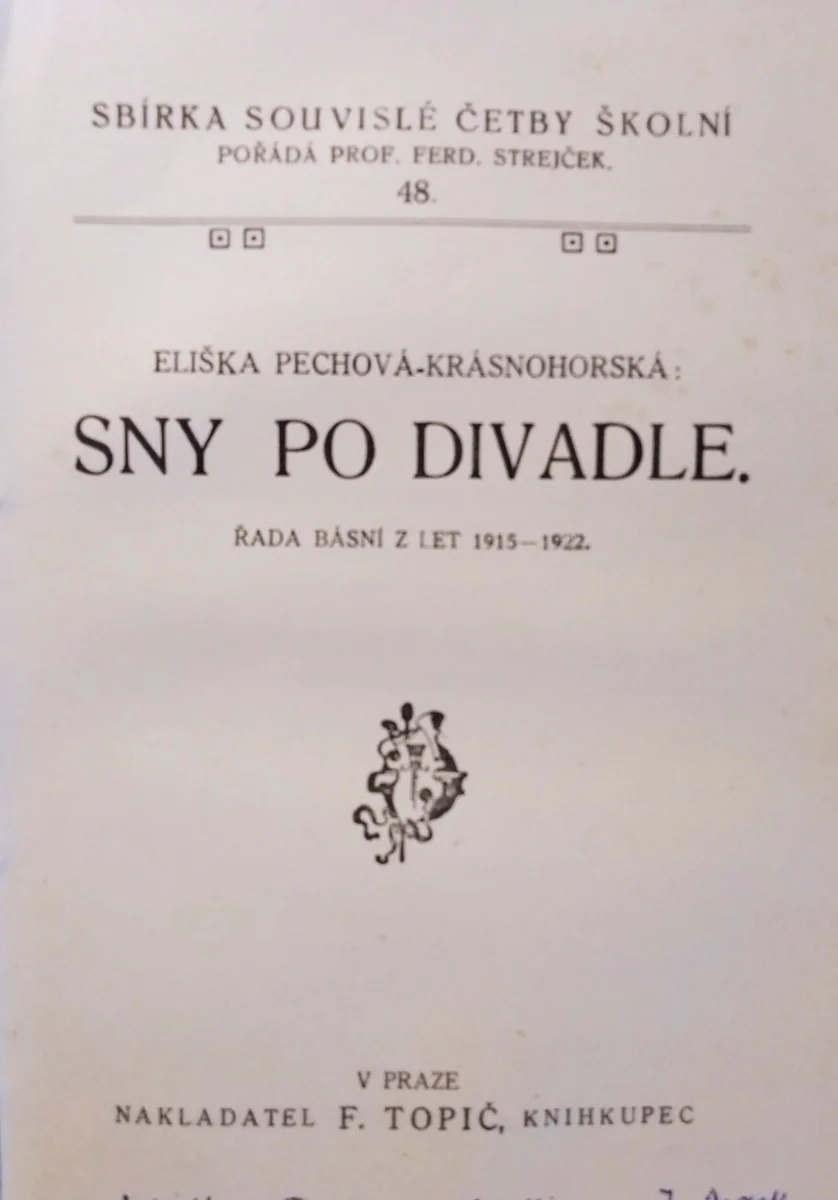 SBÍRKA SOUVISLÉ ČETBY ŠKOLNÍ
POŘÁDÁ PROF. FERD. STREJČEK.
48.
ELIŠKA PECHOVÁ-KRÁSNOHORSKÁ:
SNY PO DIVADLE.
ŘADA BÁSNÍ Z LET 1915—1922.
V PRAZE
NAKLADATEL F. TOPIČ, KNIHKUPEC